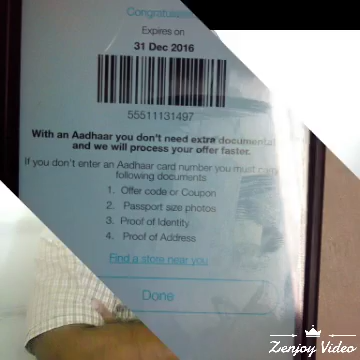 Congratulations
Expires on
31 Dec 2016
55511131497
With an Aadhaar you don't need extra
and we will process your offer faster.
If you don't enter an Aadhaar card number you must
following documents
1. Offer code or Coupon
2. Passport size photos
3. Proof of Identity
4. Proof of Address
Find a store near you
Done
Zenjoy Video